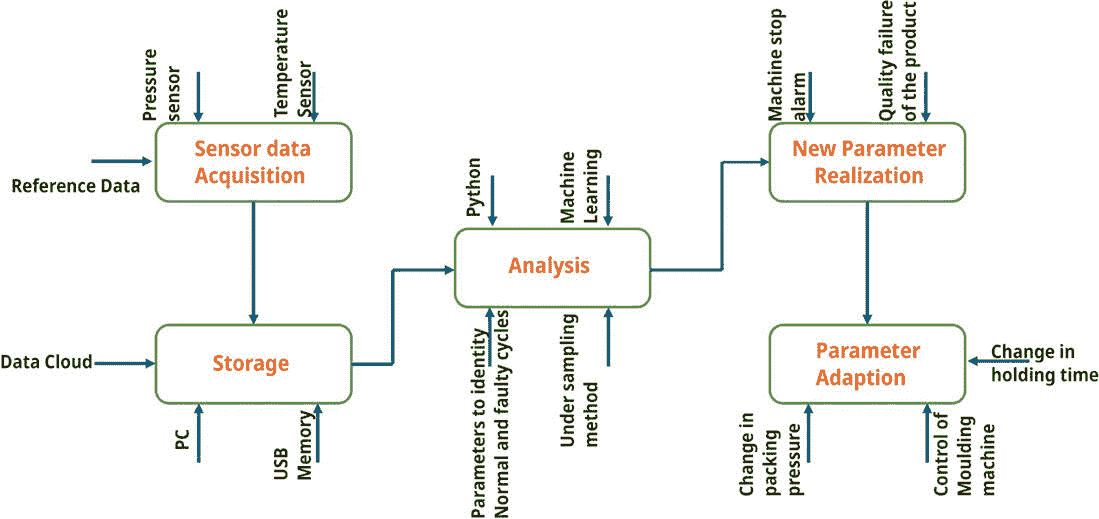 Pressure
sensor
Temperature
Sensor
Reference Data
Sensor data
Acquisition
Data Cloud
Storage
PC
USB
Memory
Python
Machine
Learning
Analysis
Parameters to identity
Normal and faulty cycles
Under sampling
method
Machine stop
alarm
Quality failure
of the product
New Parameter
Realization
Parameter
Adaption
Change in
holding time
Change in
packing
pressure
Control of
Moulding
machine